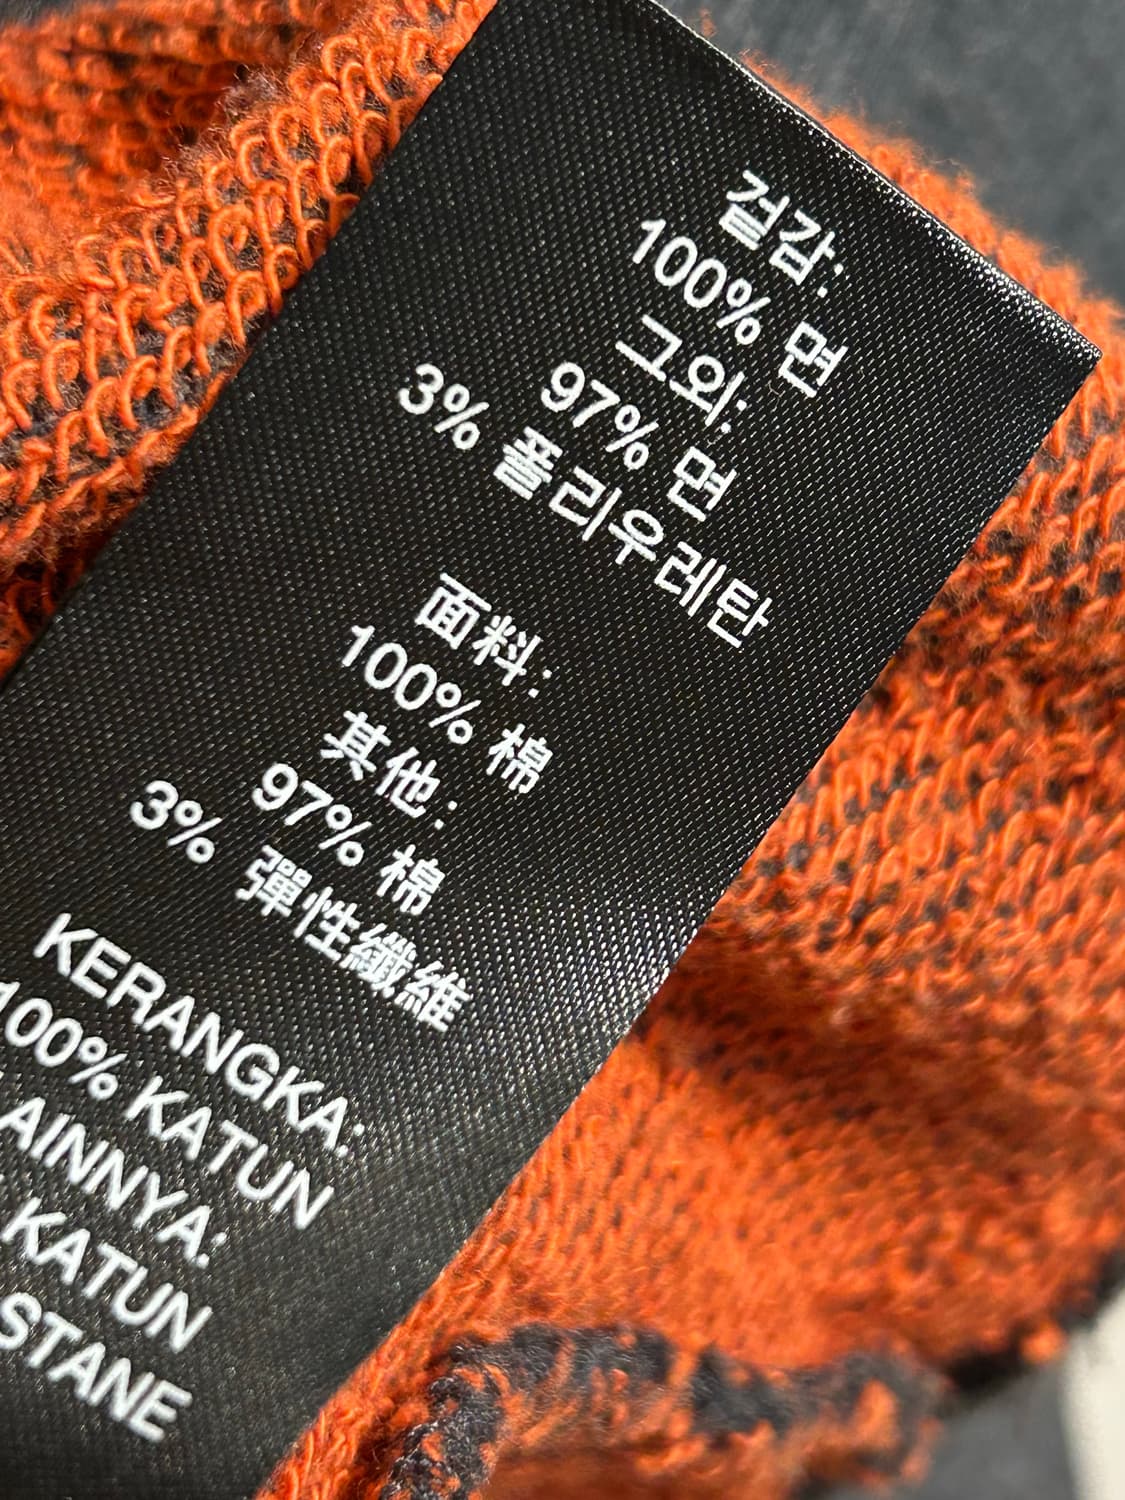 겉감:
100% 면
그외:
97% 면
3% 폴리우레탄
面料:
100% 棉
其他:
97% 棉
3% 彈性纖維
KERANGKA:
100% KATUN
AINNYA:
KATUN
STANE